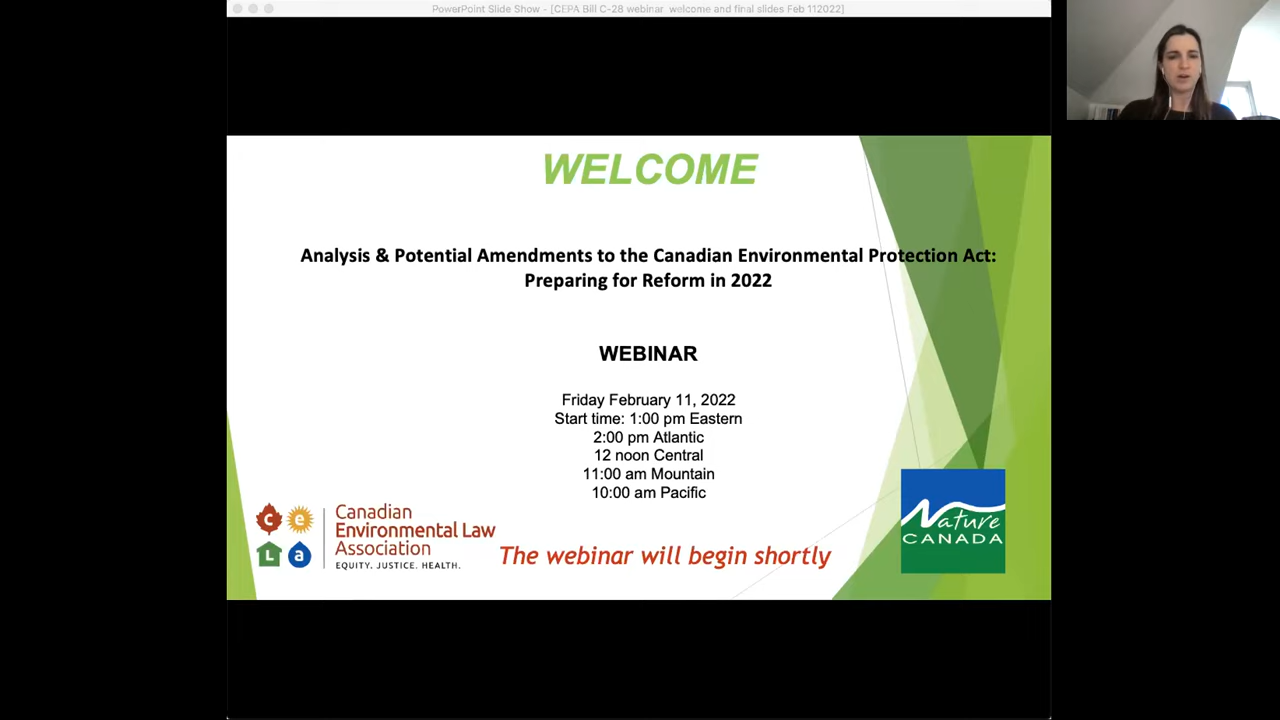 PowerPoint Slide Show - [CEPA Bill C-28 webinar  welcome and final slides Feb 112022]
WELCOME
Analysis & Potential Amendments to the Canadian Environmental Protection Act:
Preparing for Reform in 2022
WEBINAR
Friday February 11, 2022
Start time: 1:00 pm Eastern
2:00 pm Atlantic
12 noon Central
11:00 am Mountain
10:00 am Pacific
c e L a
Canadian
Environmental Law
Association
EQUITY. JUSTICE. HEALTH.
The webinar will begin shortly
Nature
CANADA